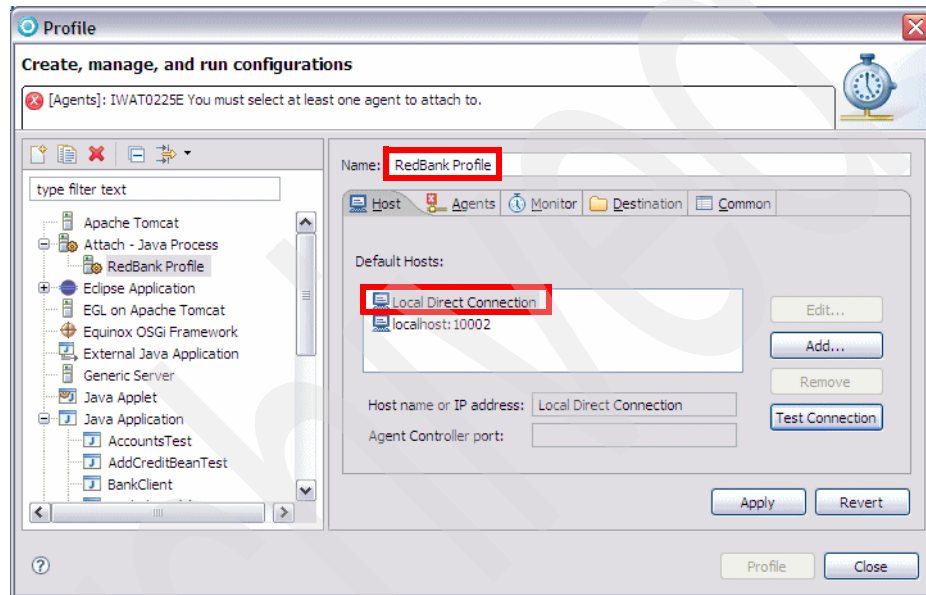 Profile
Create, manage, and run configurations
[Agents]: IWAT0225E You must select at least one agent to attach to.
type filter text
Apache Tomcat
Attach - Java Process
RedBank Profile
Eclipse Application
EGL on Apache Tomcat
Equinox OSGi Framework
External Java Application
Generic Server
Java Applet
Java Application
AccountsTest
AddCreditBeanTest
BankClient
Name: RedBank Profile
Host Agents Monitor Destination Common
Default Hosts:
Local Direct Connection
localhost:10002
Edit...
Add...
Remove
Test Connection
Host name or IP address: Local Direct Connection
Agent Controller port:
Apply Revert
Profile Close